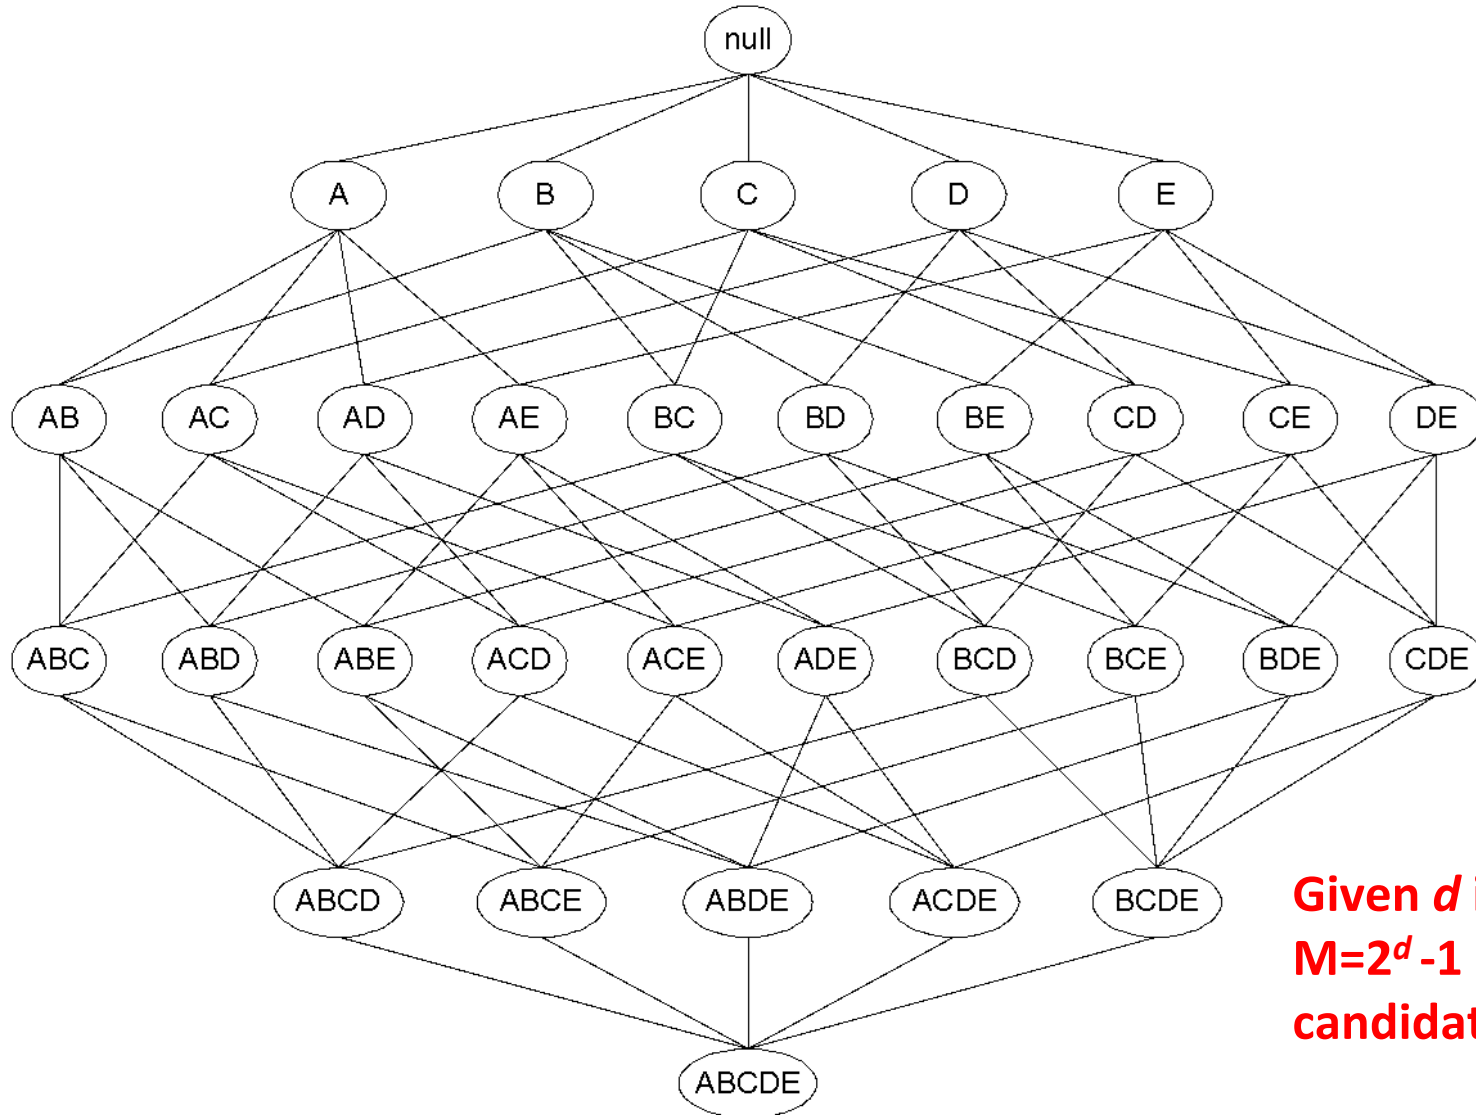 null
A B C D E
AB AC AD AE BC BD BE CD CE DE
ABC ABD ABE ACD ACE ADE BCD BCE BDE CDE
ABCD ABCE ABDE ACDE BCDE
Given d
M=2^d -1
ABCDE